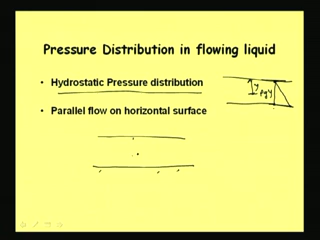 Pressure Distribution in flowing liquid
• Hydrostatic Pressure distribution
• Parallel flow on horizontal surface
y
ρgy